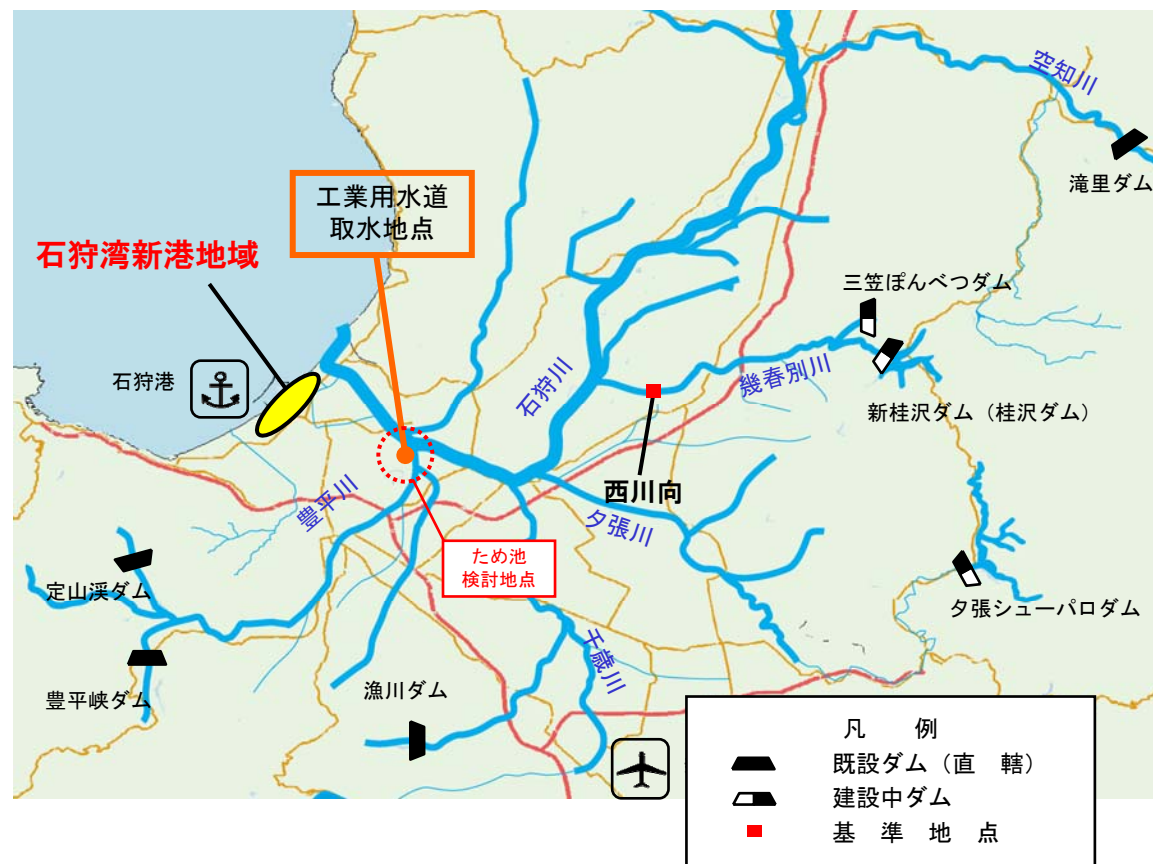 空知川
滝里ダム
工業用水道
取水地点
石狩湾新港地域
三笠ぽんべつダム
石狩港
石狩川
幾春別川
新桂沢ダム（桂沢ダム）
西川向
豊平川
夕張川
ため池
検討地点
定山渓ダム
夕張シューパロダム
千歳川
豊平峡ダム
漁川ダム
凡　例
既設ダム（直　轄）
建設中ダム
基　準　地　点